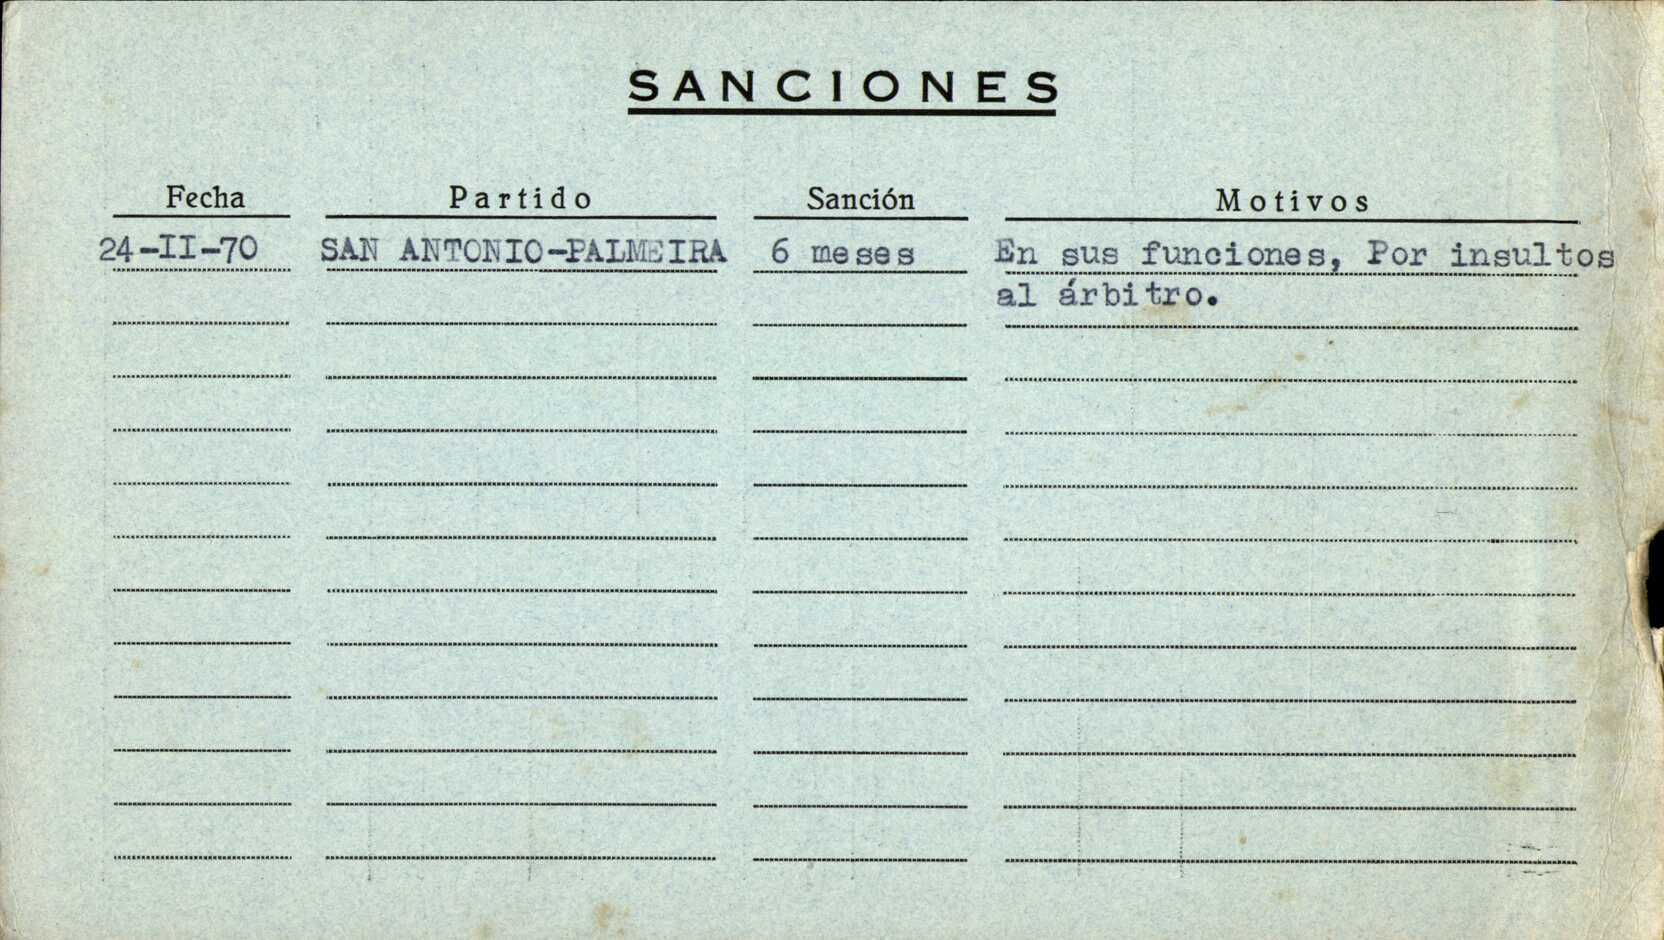 SANCIONES
Fecha Partido Sanción Motivos
24-II-70 SAN ANTONIO-PALMEIRA 6 meses En sus funciones, Por insultos
al árbitro.